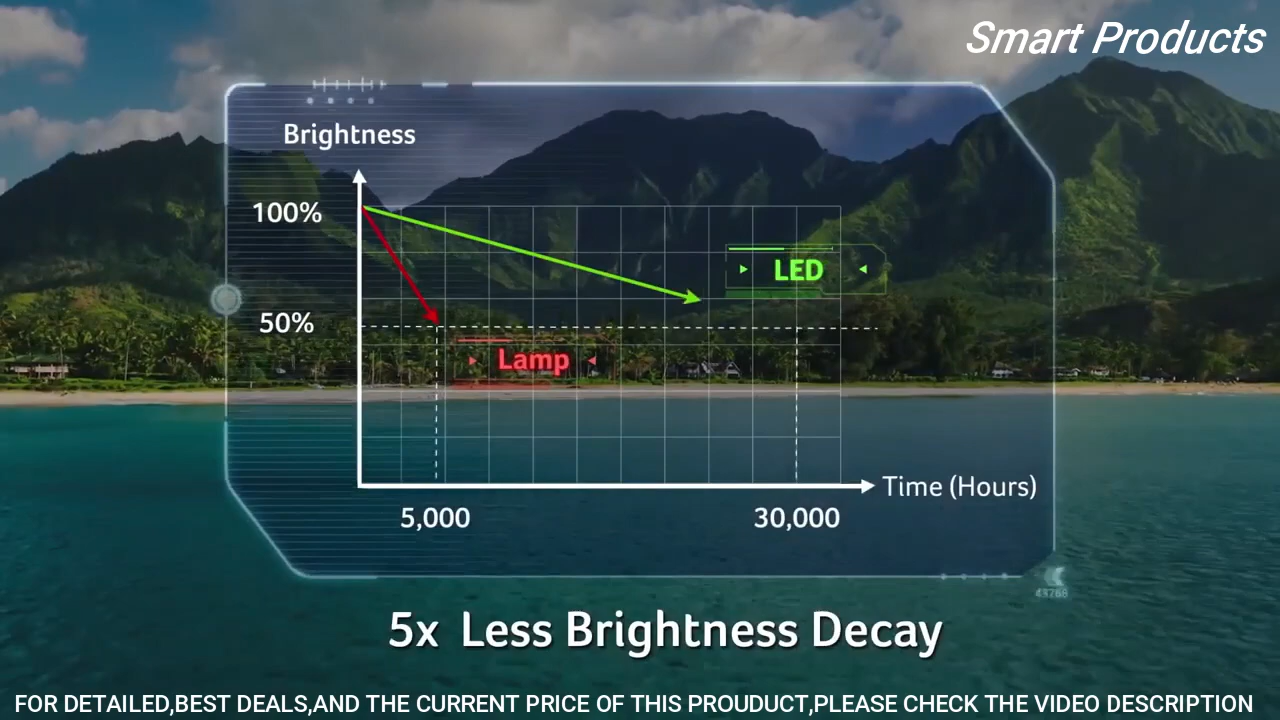 Smart Products
Brightness
100%
LED
50%
Lamp
Time (Hours)
5,000
30,000
43768
5x Less Brightness Decay
FOR DETAILED,BEST DEALS,AND THE CURRENT PRICE OF THIS PROUDUCT,PLEASE CHECK THE VIDEO DESCRIPTION